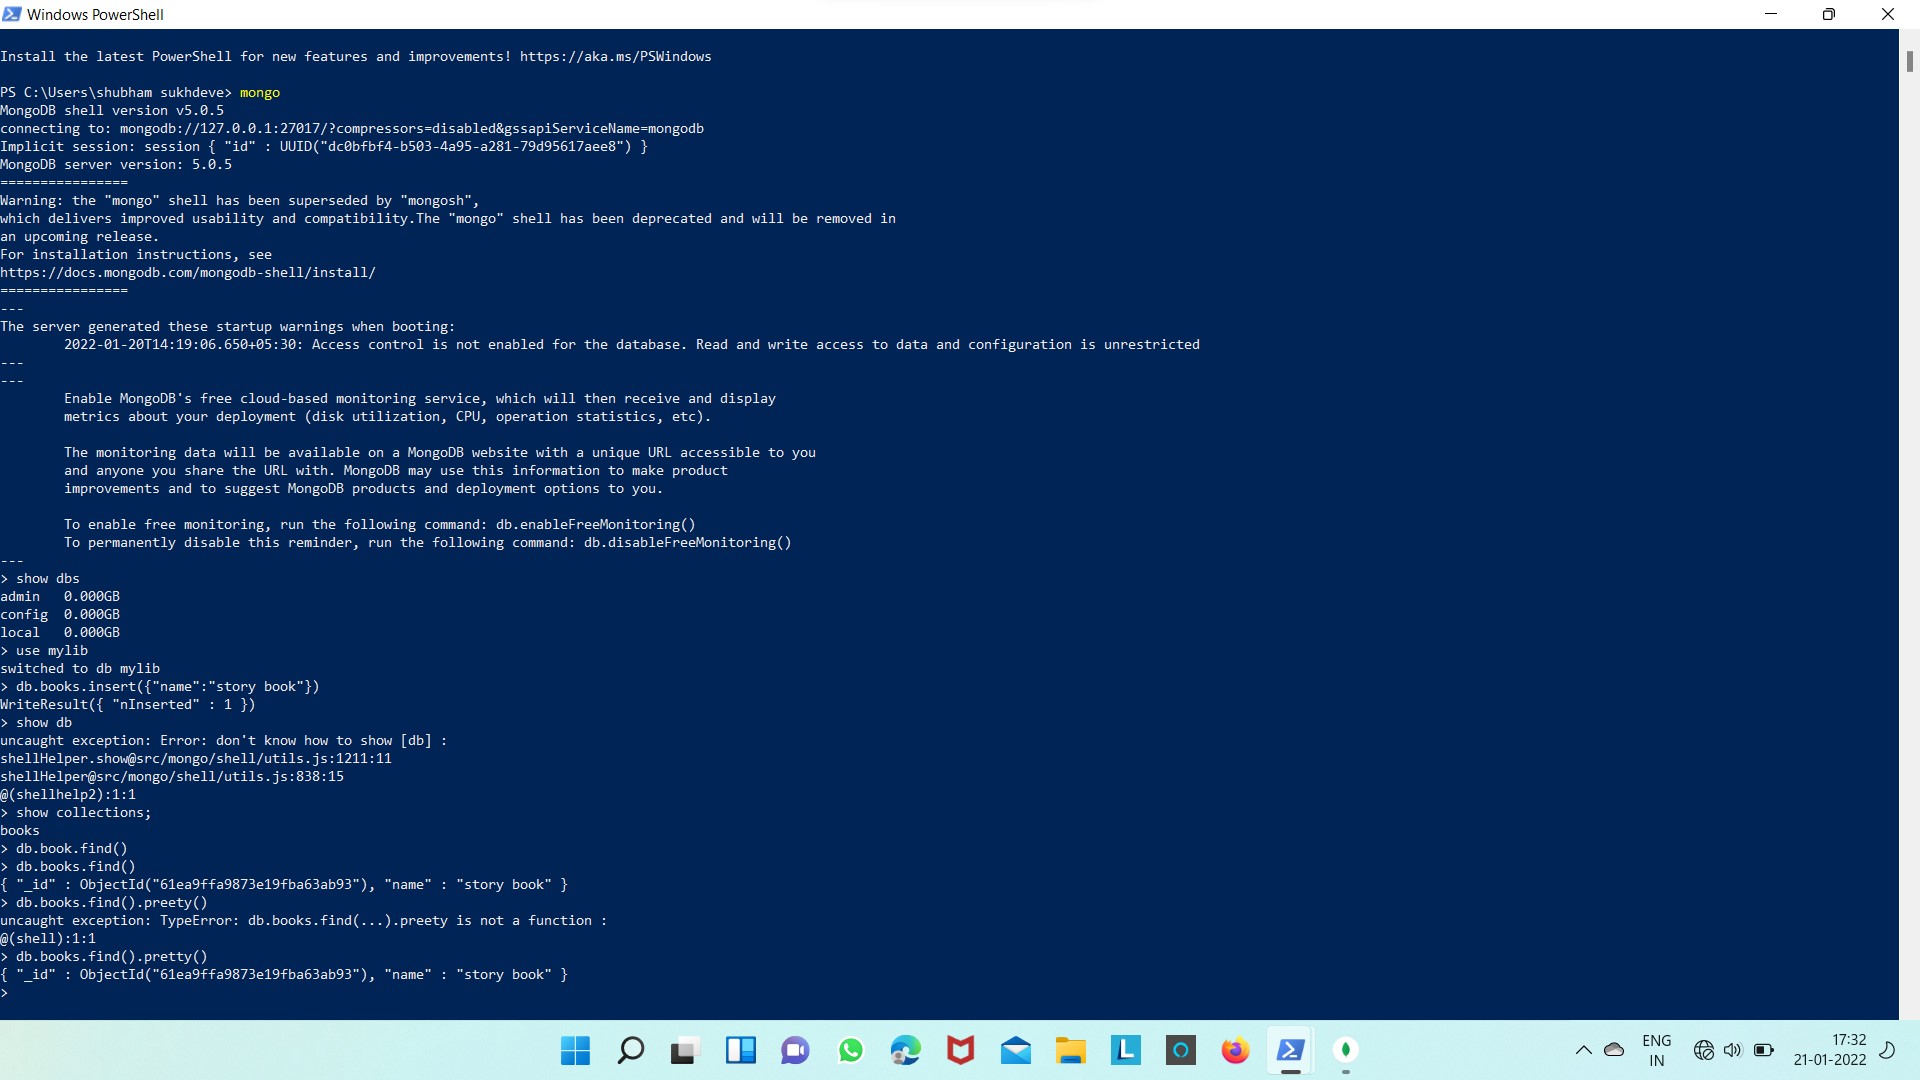 Windows PowerShell
Install the latest PowerShell for new features and improvements! https://aka.ms/PSWindows
PS C:\Users\shubham sukhdeve> mongo
MongoDB shell version v5.0.5
connecting to: mongodb://127.0.0.1:27017/?compressors=disabled&gssapiServiceName=mongodb
Implicit session: session { "id" : UUID("dc0bfbf4-b503-4a95-a281-79d95617aee8") }
MongoDB server version: 5.0.5
================
Warning: the "mongo" shell has been superseded by "mongosh",
which delivers improved usability and compatibility.The "mongo" shell has been deprecated and will be removed in
an upcoming release.
For installation instructions, see
https://docs.mongodb.com/mongodb-shell/install/
================
---
The server generated these startup warnings when booting:
        2022-01-20T14:19:06.650+05:30: Access control is not enabled for the database. Read and write access to data and configuration is unrestricted
---
---
        Enable MongoDB's free cloud-based monitoring service, which will then receive and display
        metrics about your deployment (disk utilization, CPU, operation statistics, etc).
        The monitoring data will be available on a MongoDB website with a unique URL accessible to you
        and anyone you share the URL with. MongoDB may use this information to make product
        improvements and to suggest MongoDB products and deployment options to you.
        To enable free monitoring, run the following command: db.enableFreeMonitoring()
        To permanently disable this reminder, run the following command: db.disableFreeMonitoring()
---
> show dbs
admin   0.000GB
config  0.000GB
local   0.000GB
> use mylib
switched to db mylib
> db.books.insert({"name":"story book"})
WriteResult({ "nInserted" : 1 })
> show db
uncaught exception: Error: don't know how to show [db] :
shellHelper.show@src/mongo/shell/utils.js:1211:11
shellHelper@src/mongo/shell/utils.js:838:15
@(shellhelp2):1:1
> show collections;
books
> db.book.find()
> db.books.find()
{ "_id" : ObjectId("61ea9ffa9873e19fba63ab93"), "name" : "story book" }
> db.books.find().preety()
uncaught exception: TypeError: db.books.find(...).preety is not a function :
@(shell):1:1
> db.books.find().pretty()
{ "_id" : ObjectId("61ea9ffa9873e19fba63ab93"), "name" : "story book" }
>
L
ENG
IN
17:32
21-01-2022